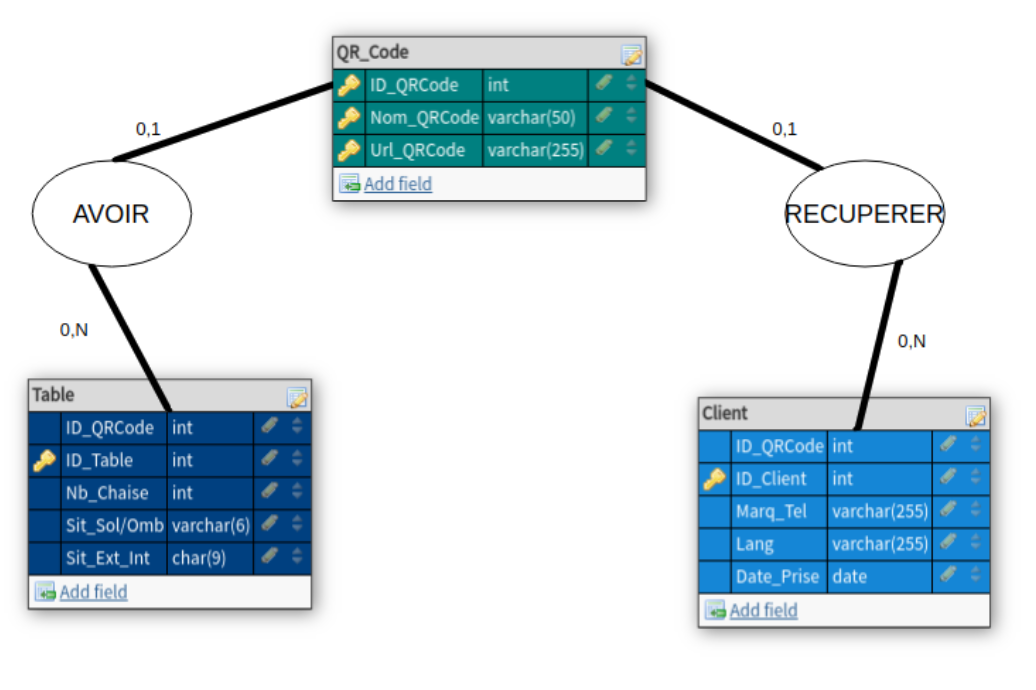 QR_Code
ID_QRCode int
Nom_QRCode varchar(50)
Url_QRCode varchar(255)
Add field
0,1
0,1
AVOIR
RECUPERER
0,N
0,N
Table
ID_QRCode int
ID_Table int
Nb_Chaise int
Sit_Sol/Omb varchar(6)
Sit_Ext_Int char(9)
Add field
Client
ID_QRCode int
ID_Client int
Marq_Tel varchar(255)
Lang varchar(255)
Date_Prise date
Add field